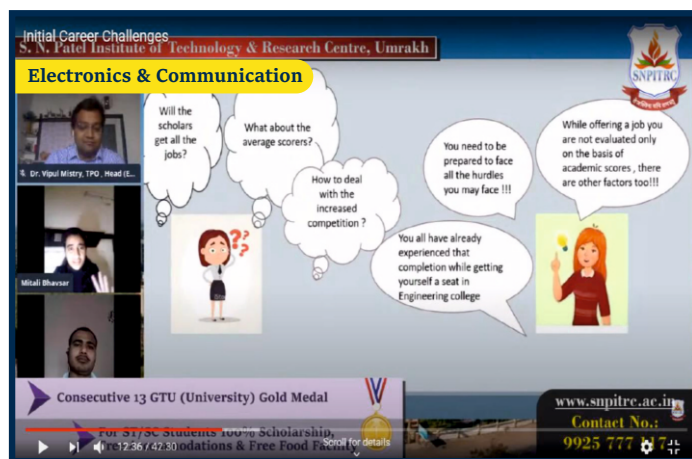 Initial Career Challenges
S. N. Patel Institute of Technology & Research Centre, Umrakh
Electronics & Communication
SNPITRC
Dr. Vipul Mistry, TPO , Head (E...
Mitali Bhavsar
Will the
scholars
get all the
jobs?
What about the
average scorers?
How to deal
with the
increased
competition ?
You need to be
prepared to face
all the hurdles
you may face !!!
While offering a job you
are not evaluated only
on the basis of
academic scores , there
are other factors too!!!
You all have already
experienced that
completion while getting
yourself a seat in
Engineering college
Consecutive 13 GTU (University) Gold Medal
For ST/SC Students 100% Scholarship,
& Free Food
Scroll for details
12:36 / 42:30
www.snpitrc.ac.in
Contact No.:
9925 777 117